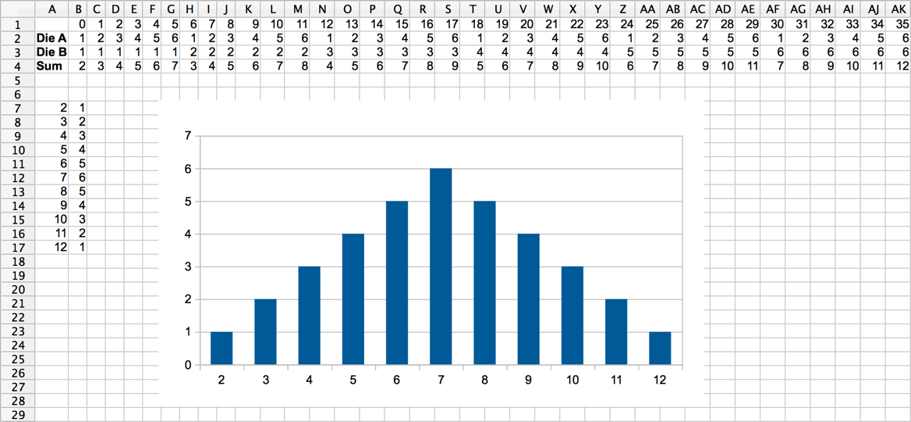 A B C D E F G H I J K L M N O P Q R S T U V W X Y Z AA AB AC AD AE AF AG AH AI AJ AK
1 0 1 2 3 4 5 6 7 8 9 10 11 12 13 14 15 16 17 18 19 20 21 22 23 24 25 26 27 28 29 30 31 32 33 34 35
2 Die A 1 2 3 4 5 6 1 2 3 4 5 6 1 2 3 4 5 6 1 2 3 4 5 6 1 2 3 4 5 6 1 2 3 4 5 6
3 Die B 1 1 1 1 1 1 2 2 2 2 2 2 3 3 3 3 3 3 4 4 4 4 4 4 5 5 5 5 5 5 6 6 6 6 6 6
4 Sum 2 3 4 5 6 7 3 4 5 6 7 8 4 5 6 7 8 9 5 6 7 8 9 10 6 7 8 9 10 11 7 8 9 10 11 12
5
6
7 2 1
8 3 2
9 4 3
10 5 4
11 6 5
12 7 6
13 8 5
14 9 4
15 10 3
16 11 2
17 12 1
18
19
20
21
22
23
24
25
26
27
28
29
7
6
5
4
3
2
1
0
2 3 4 5 6 7 8 9 10 11 12